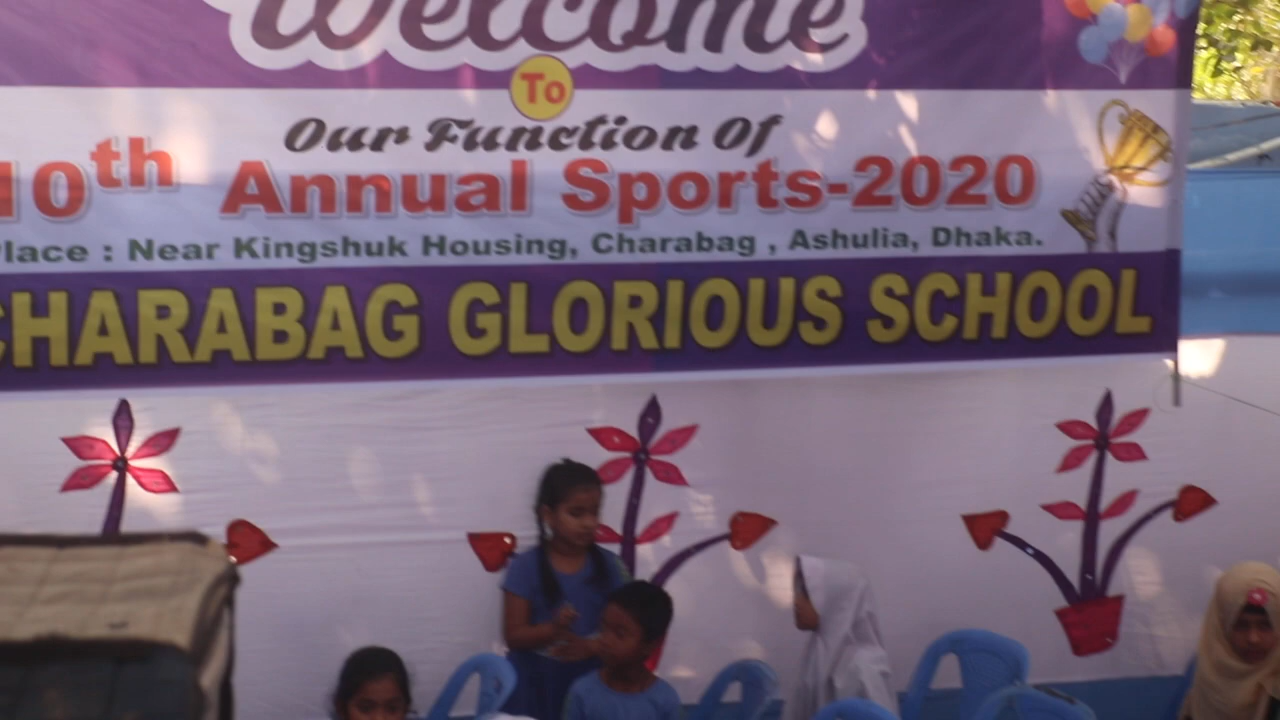 Welcome
To
Our Function Of
10th Annual Sports-2020
Place : Near Kingshuk Housing, Charabag , Ashulia, Dhaka.
CHARABAG GLORIOUS SCHOOL